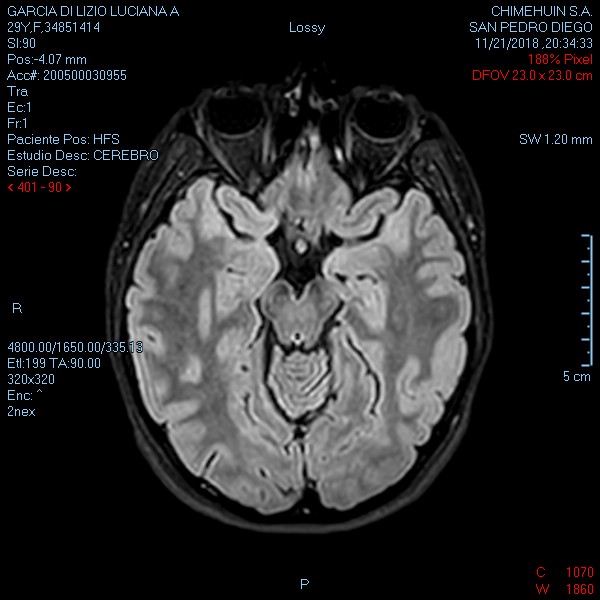 GARCIA DI LIZIO LUCIANA A
29Y,F,34851414
Sl:90
Pos:-4.07 mm
Acc#: 200500030955
Tra
Ec:1
Fr:1
Paciente Pos: HFS
Estudio Desc: CEREBRO
Serie Desc:
< 401 - 90 >
Lossy
CHIMEHUIN S.A.
SAN PEDRO DIEGO
11/21/2018 ,20:34:33
188% Pixel
DFOV 23.0 x 23.0 cm
SW 1.20 mm
R
5 cm
4800.00/1650.00/335.13
Etl:199 TA:90.00
320x320
Enc: ^
2nex
P
C 1070
W 1860